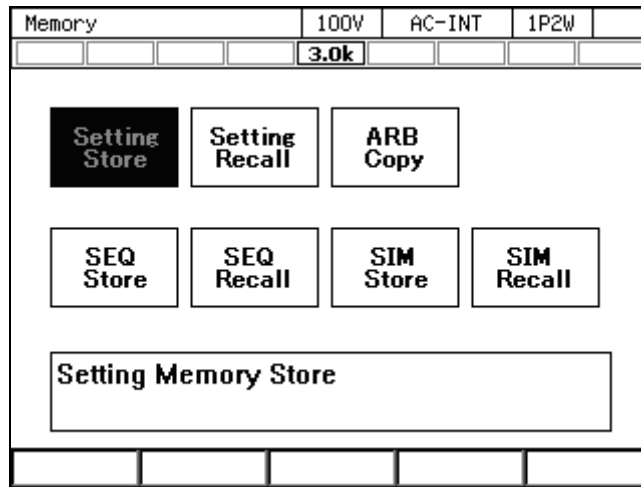 Memory 100V AC-INT 1P2W
3.0k
Setting Setting ARB
Store Recall Copy
SEQ SEQ SIM SIM
Store Recall Store Recall
Setting Memory Store